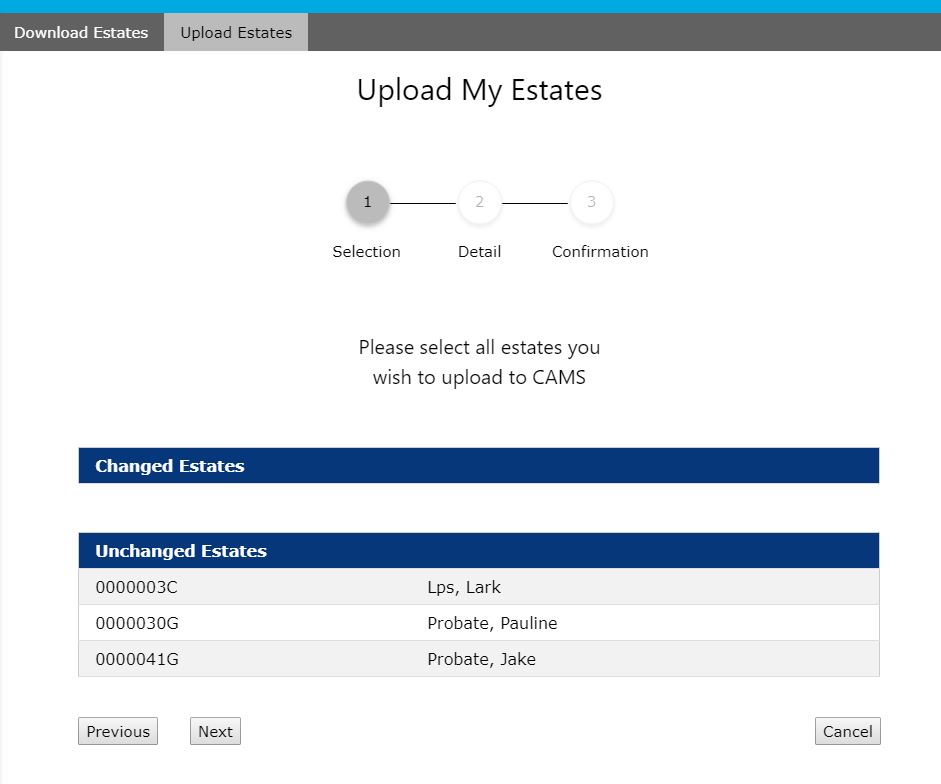 Download Estates Upload Estates
Upload My Estates
1 2 3
Selection Detail Confirmation
Please select all estates you
wish to upload to CAMS
Changed Estates
Unchanged Estates
0000003C Lps, Lark
0000030G Probate, Pauline
0000041G Probate, Jake
Previous Next Cancel